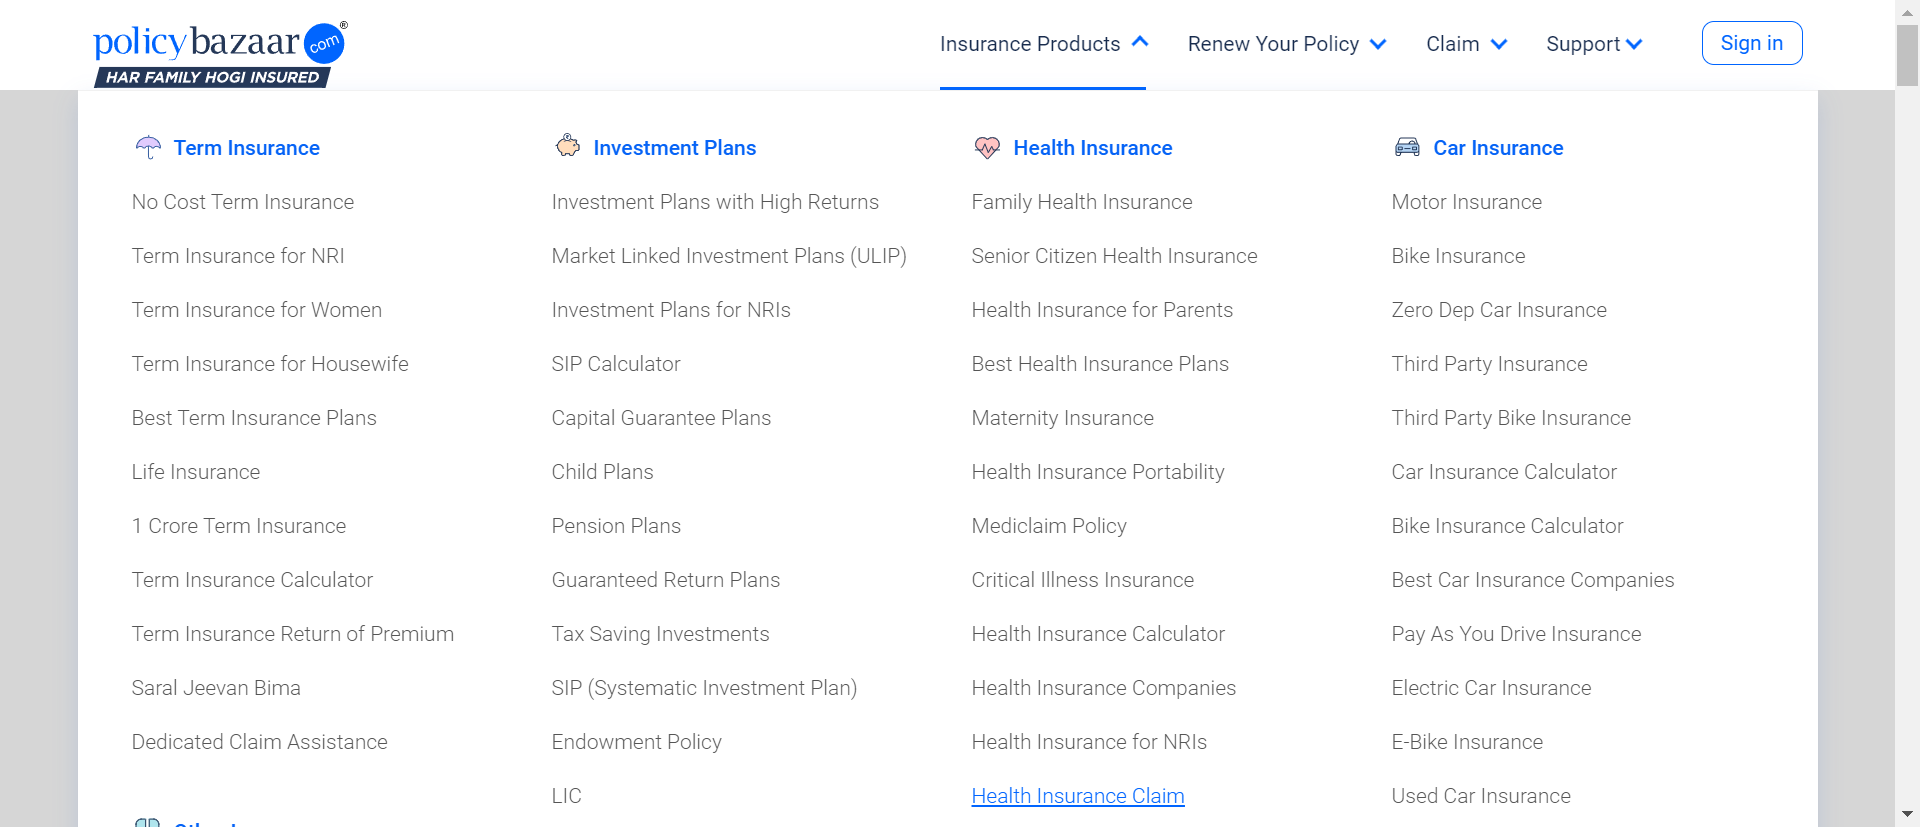 policybazaar com ®
HAR FAMILY HOGI INSURED
Insurance Products
Renew Your Policy
Claim
Support
Sign in
Term Insurance
No Cost Term Insurance
Term Insurance for NRI
Term Insurance for Women
Term Insurance for Housewife
Best Term Insurance Plans
Life Insurance
1 Crore Term Insurance
Term Insurance Calculator
Term Insurance Return of Premium
Saral Jeevan Bima
Dedicated Claim Assistance
Investment Plans
Investment Plans with High Returns
Market Linked Investment Plans (ULIP)
Investment Plans for NRIs
SIP Calculator
Capital Guarantee Plans
Child Plans
Pension Plans
Guaranteed Return Plans
Tax Saving Investments
SIP (Systematic Investment Plan)
Endowment Policy
LIC
Health Insurance
Family Health Insurance
Senior Citizen Health Insurance
Health Insurance for Parents
Best Health Insurance Plans
Maternity Insurance
Health Insurance Portability
Mediclaim Policy
Critical Illness Insurance
Health Insurance Calculator
Health Insurance Companies
Health Insurance for NRIs
Health Insurance Claim
Car Insurance
Motor Insurance
Bike Insurance
Zero Dep Car Insurance
Third Party Insurance
Third Party Bike Insurance
Car Insurance Calculator
Bike Insurance Calculator
Best Car Insurance Companies
Pay As You Drive Insurance
Electric Car Insurance
E-Bike Insurance
Used Car Insurance